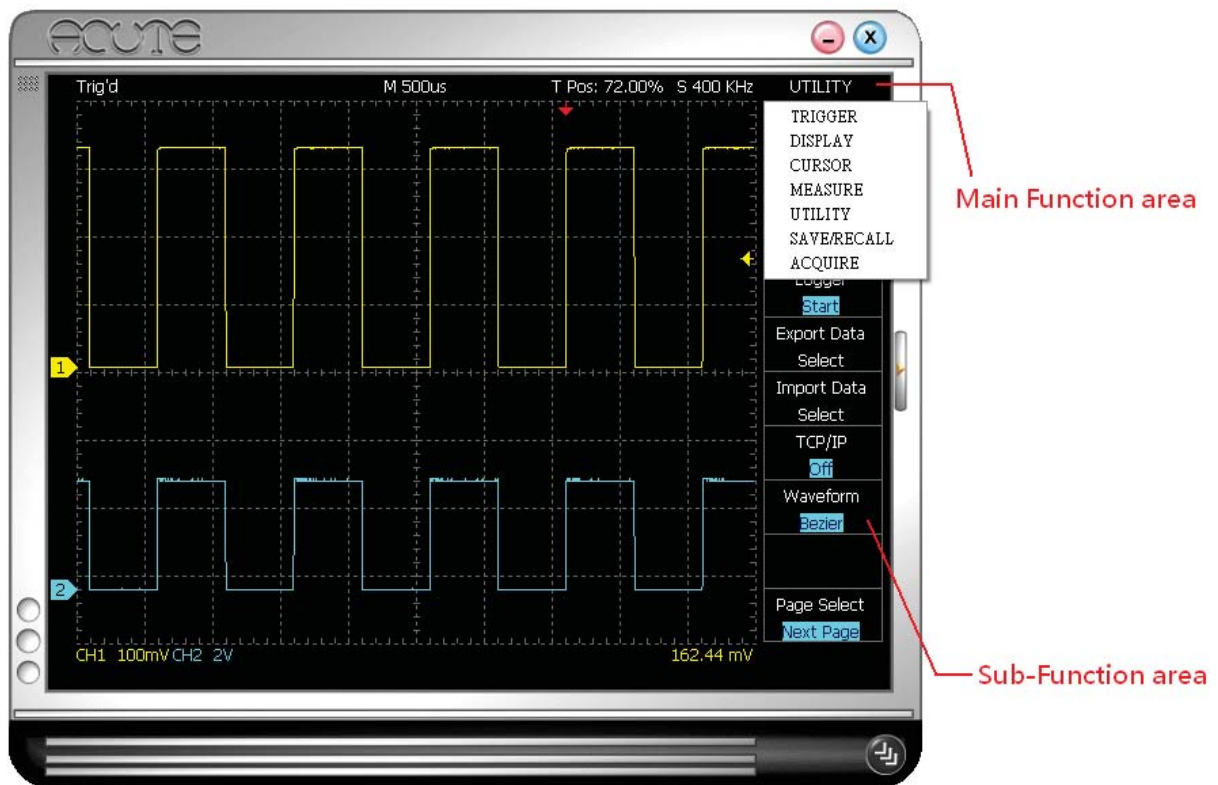 ACUTE
Trig'd M 500us T Pos: 72.00% S 400 KHz UTILITY
TRIGGER
DISPLAY
CURSOR
MEASURE
UTILITY
SAVE/RECALL
ACQUIRE
Main Function area
Logger
Start
Export Data
Select
1
Import Data
Select
TCP/IP
Off
Waveform
Bezier
2
Page Select
Next Page
CH1 100mV CH2 2V 162.44 mV
Sub-Function area